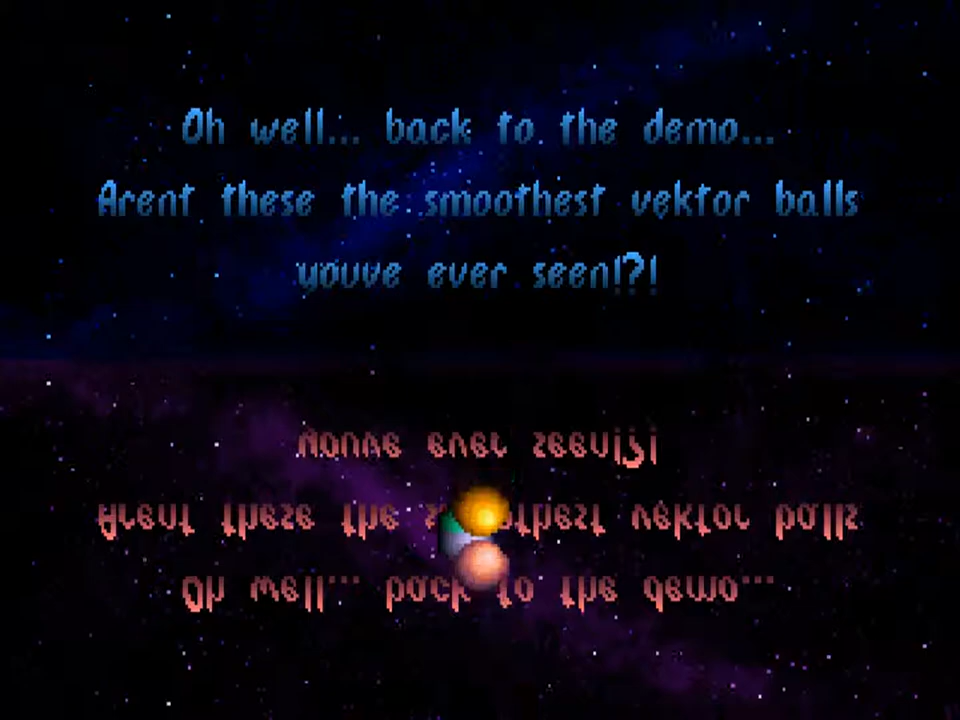 Oh well... back to the demo...
Arent these the smoothest vektor balls
youve ever seen!?!